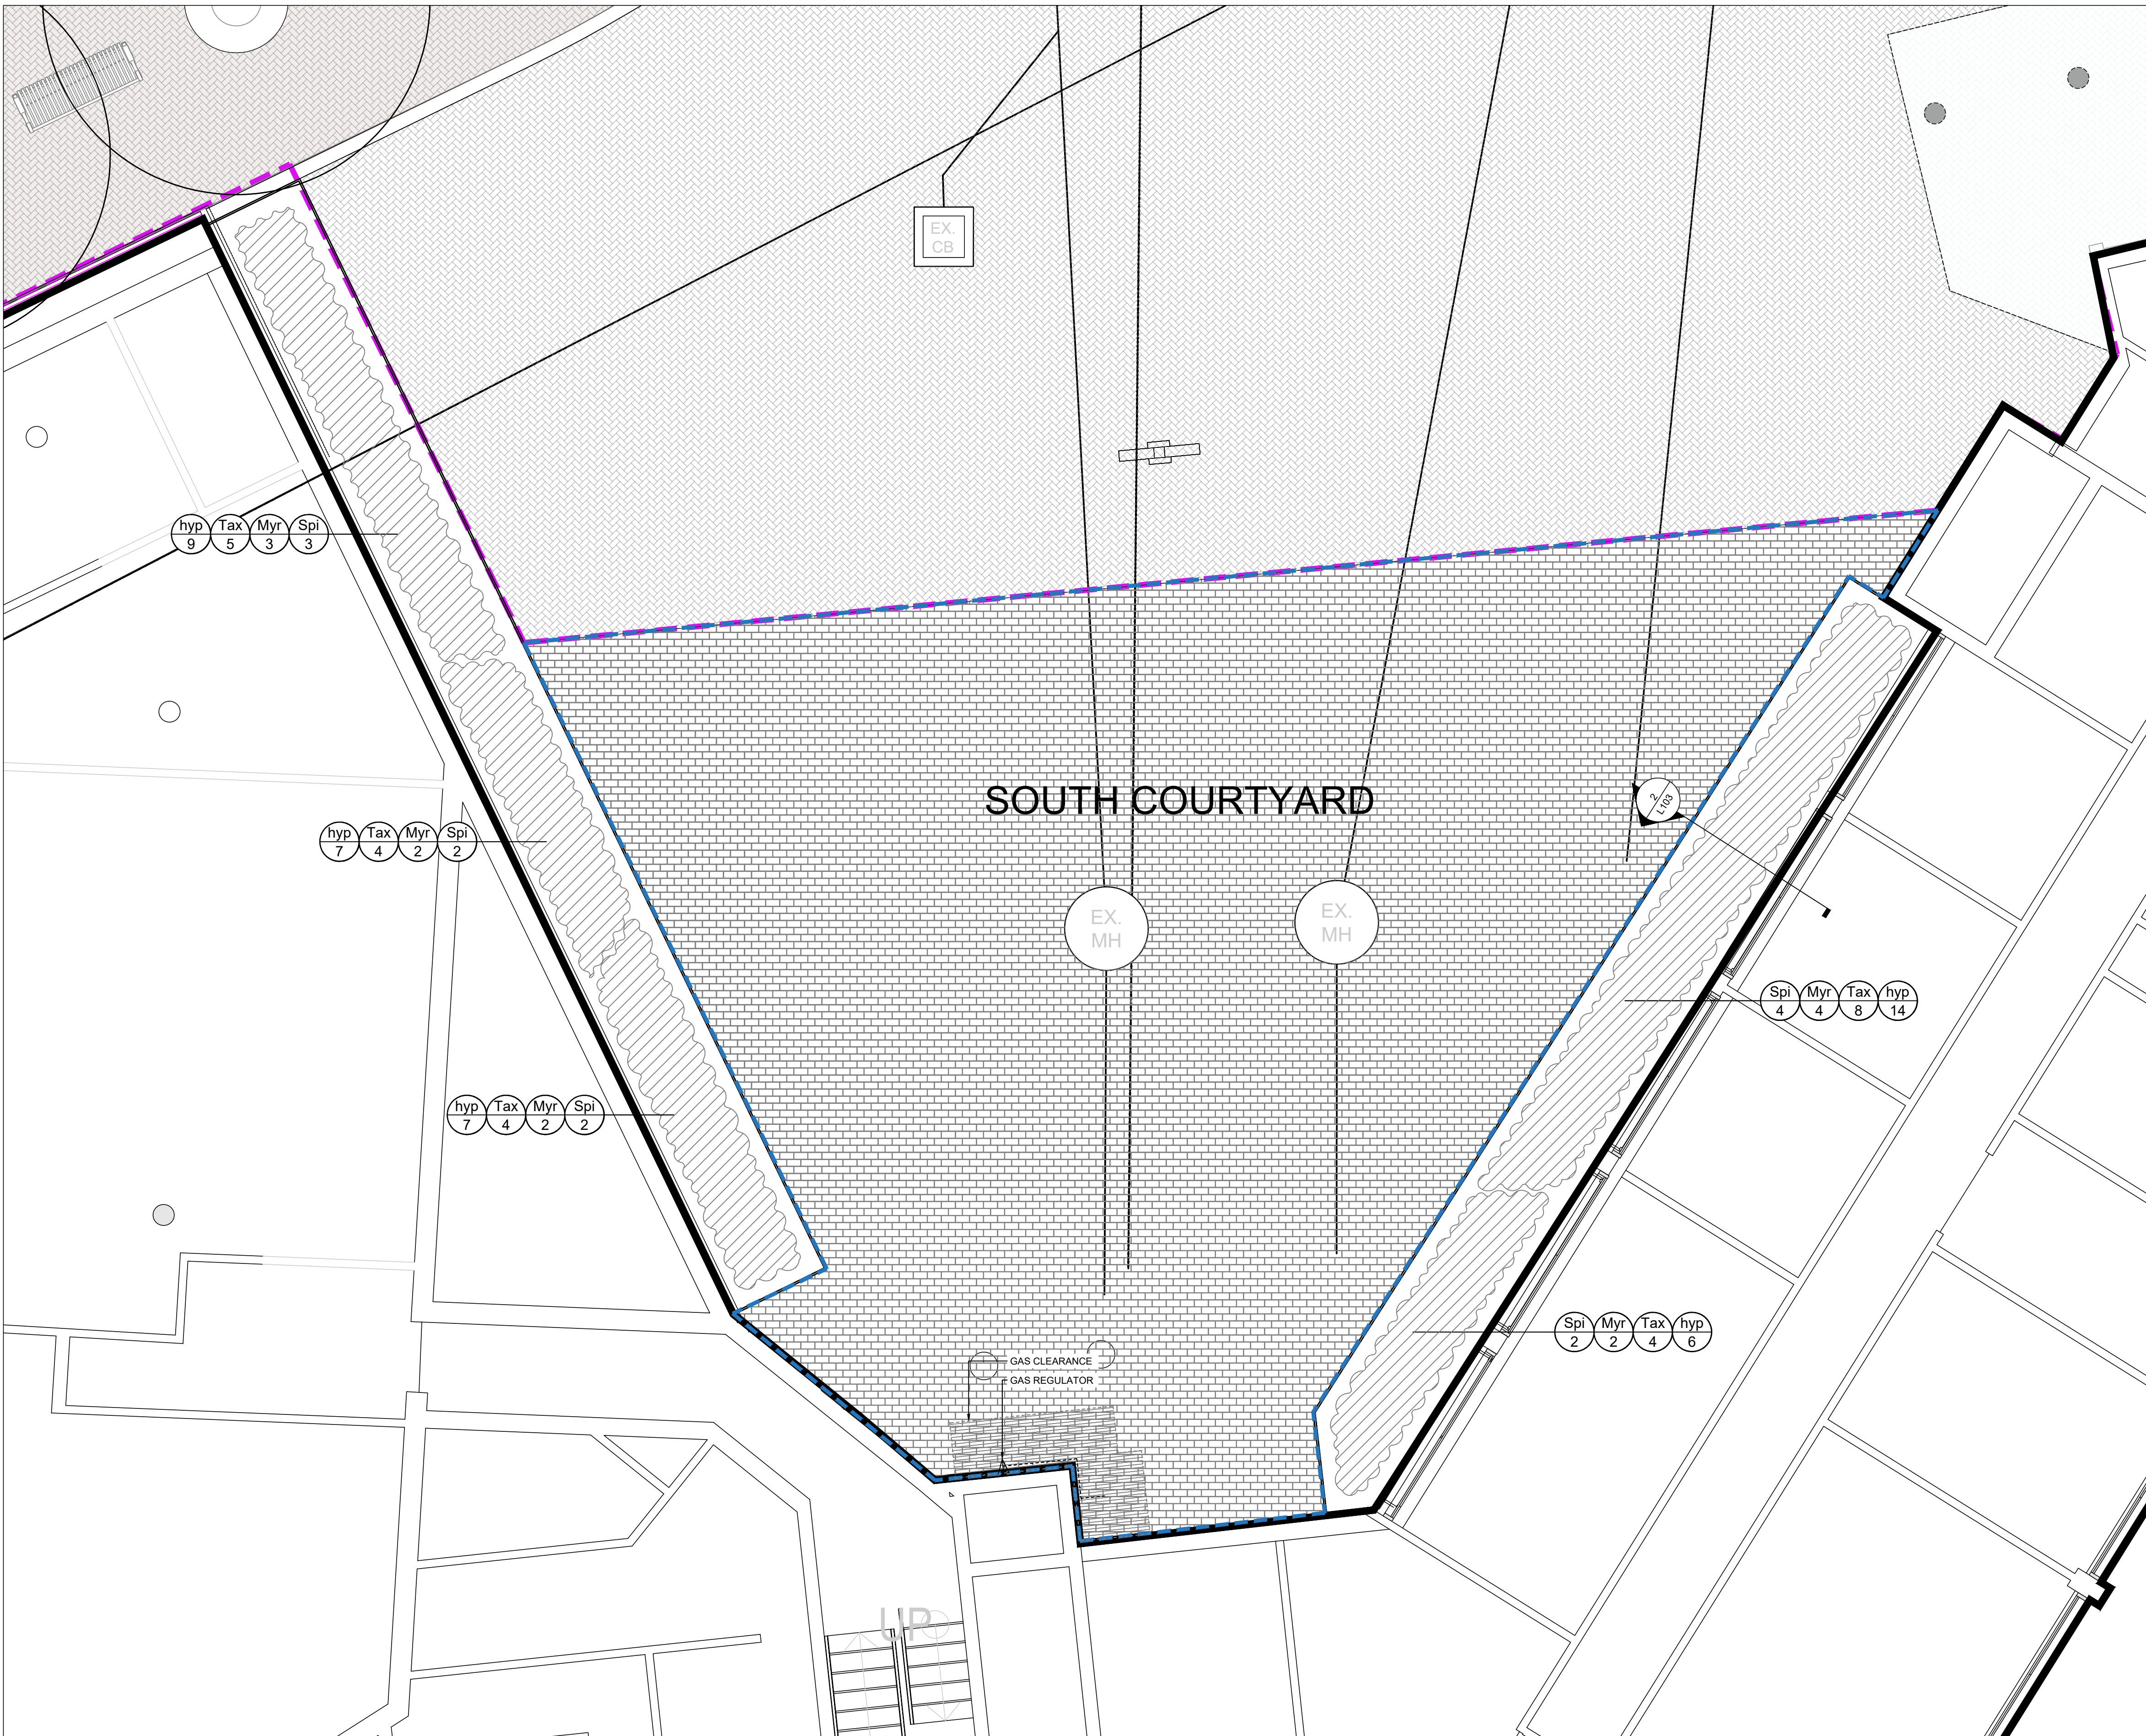 EX.
CB
hyp Tax Myr Spi
9 5 3 3
SOUTH COURTYARD
2
L103
hyp Tax Myr Spi
7 4 2 2
EX.
MH
EX.
MH
Spi Myr Tax hyp
4 4 8 14
hyp Tax Myr Spi
7 4 2 2
Spi Myr Tax hyp
2 2 4 6
GAS CLEARANCE
GAS REGULATOR
UP